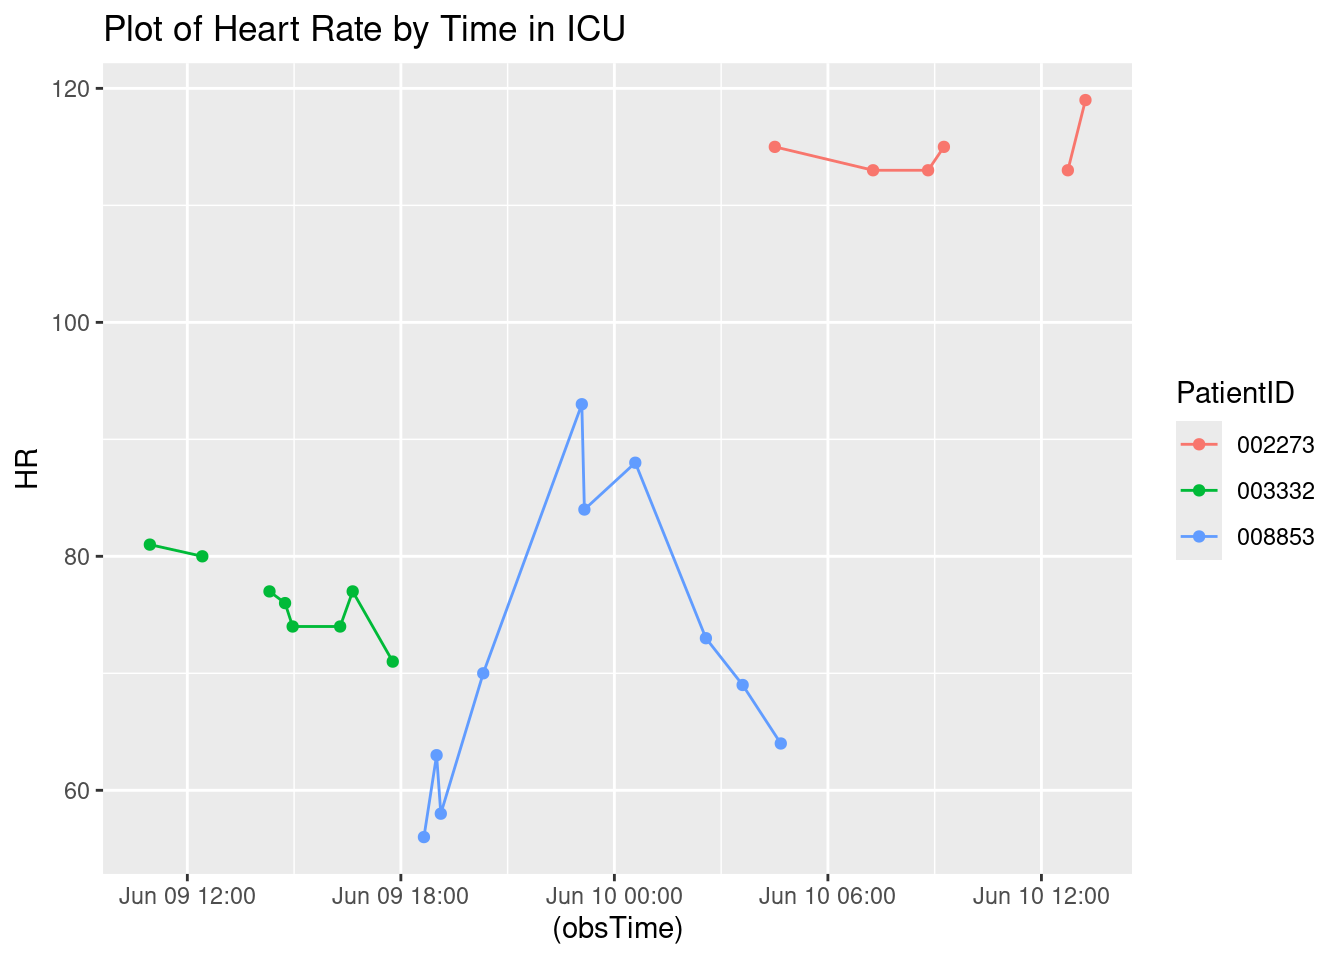 Plot of Heart Rate by Time in ICU
120
100
80
60
HR
Jun 09 12:00
Jun 09 18:00
Jun 10 00:00
Jun 10 06:00
Jun 10 12:00
(obsTime)
PatientID
002273
003332
008853